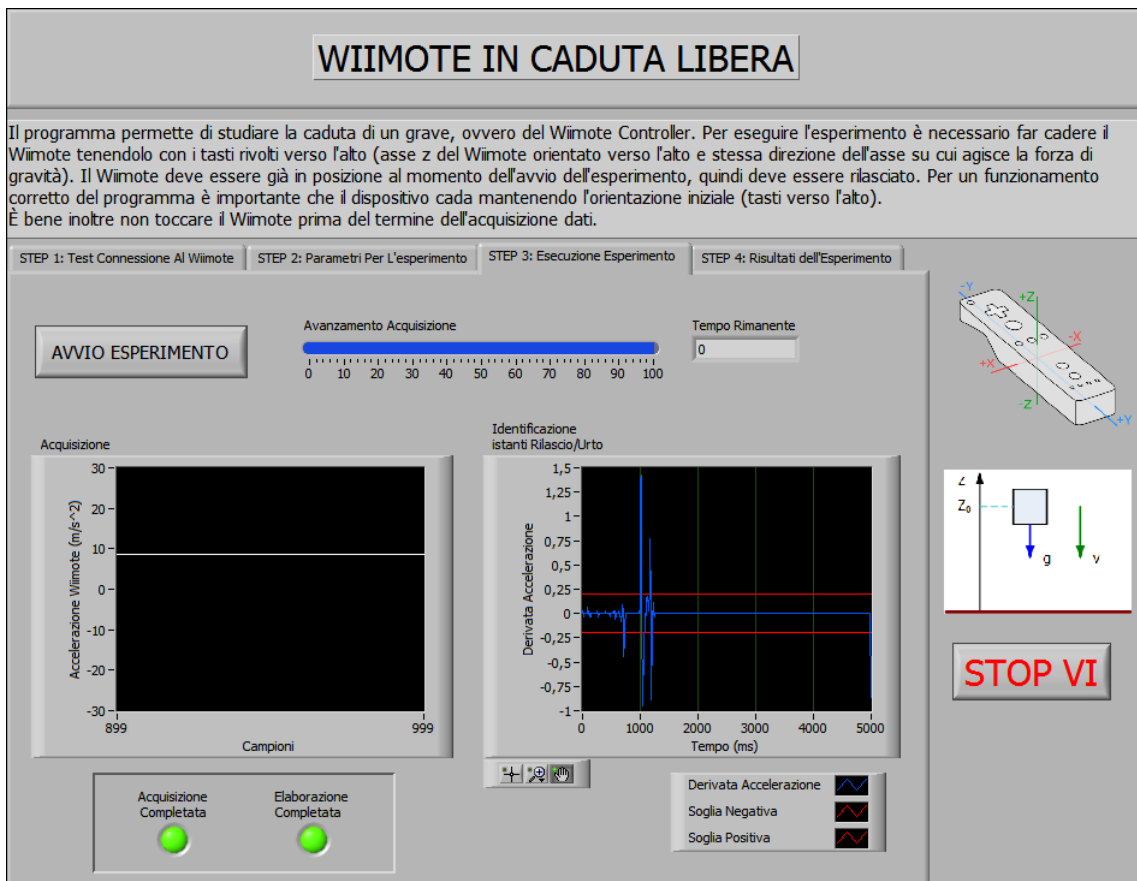 WIIMOTE IN CADUTA LIBERA
Il programma permette di studiare la caduta di un grave, ovvero del Wiimote Controller. Per eseguire l'esperimento è necessario far cadere il
Wiimote tenendolo con i tasti rivolti verso l'alto (asse z del Wiimote orientato verso l'alto e stessa direzione dell'asse su cui agisce la forza di
gravità). Il Wiimote deve essere già in posizione al momento dell'avvio dell'esperimento, quindi deve essere rilasciato. Per un funzionamento
corretto del programma è importante che il dispositivo cada mantenendo l'orientazione iniziale (tasti verso l'alto).
È bene inoltre non toccare il Wiimote prima del termine dell'acquisizione dati.
STEP 1: Test Connessione Al Wiimote
STEP 2: Parametri Per L'esperimento
STEP 3: Esecuzione Esperimento
STEP 4: Risultati dell'Esperimento
AVVIO ESPERIMENTO
Avanzamento Acquisizione
0 10 20 30 40 50 60 70 80 90 100
Tempo Rimanente
0
-Y
+Z
-X
+X
-Z
+Y
Acquisizione
Accelerazione Wiimote (m/s^2)
30
20
10
0
-10
-20
-30
899
999
Campioni
Identificazione
istanti Rilascio/Urto
Derivata Accelerazione
1,5
1,25
1
0,75
0,5
0,25
0
-0,25
-0,5
-0,75
-1
0 1000 2000 3000 4000 5000
Tempo (ms)
Z
Z0
g
v
STOP VI
Acquisizione
Completata
Elaborazione
Completata
Derivata Accelerazione
Soglia Negativa
Soglia Positiva